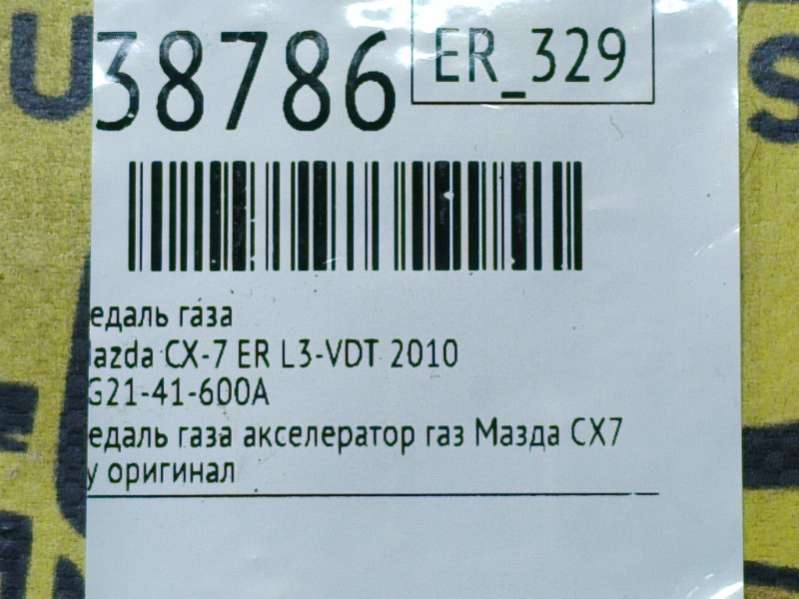 38786
ER_329
едаль газа
azda CX-7 ER L3-VDT 2010
G21-41-600A
едаль газа акселератор газ Мазда СХ7
у оригинал